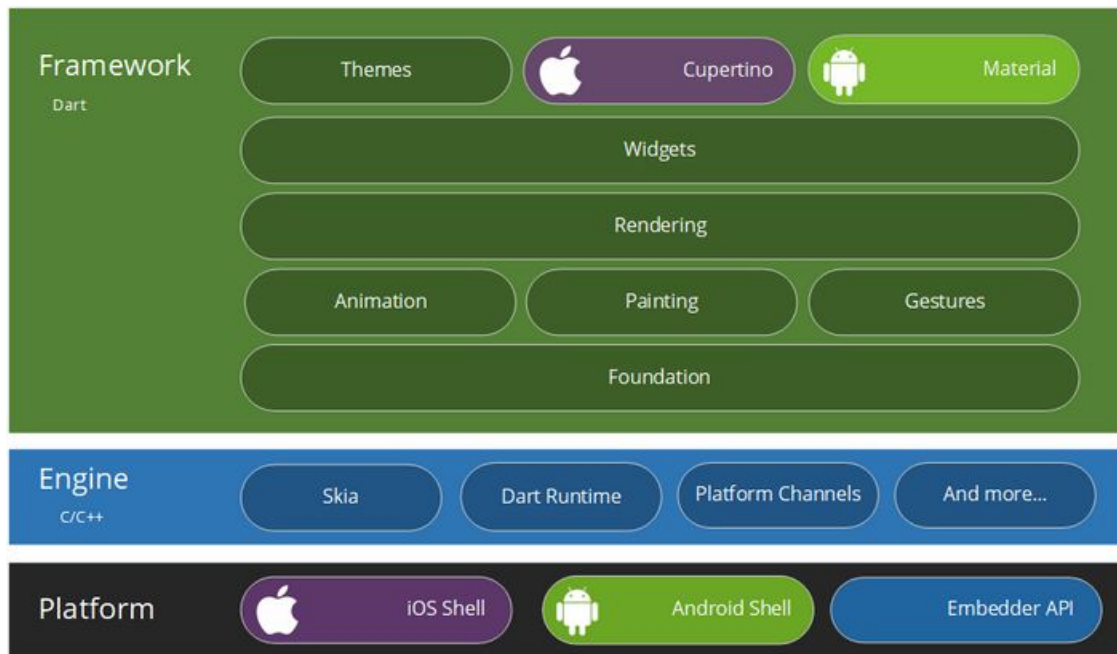 Framework
Dart
Themes
Cupertino
Material
Widgets
Rendering
Animation
Painting
Gestures
Foundation
Engine
C/C++
Skia
Dart Runtime
Platform Channels
And more...
Platform
iOS Shell
Android Shell
Embedder API